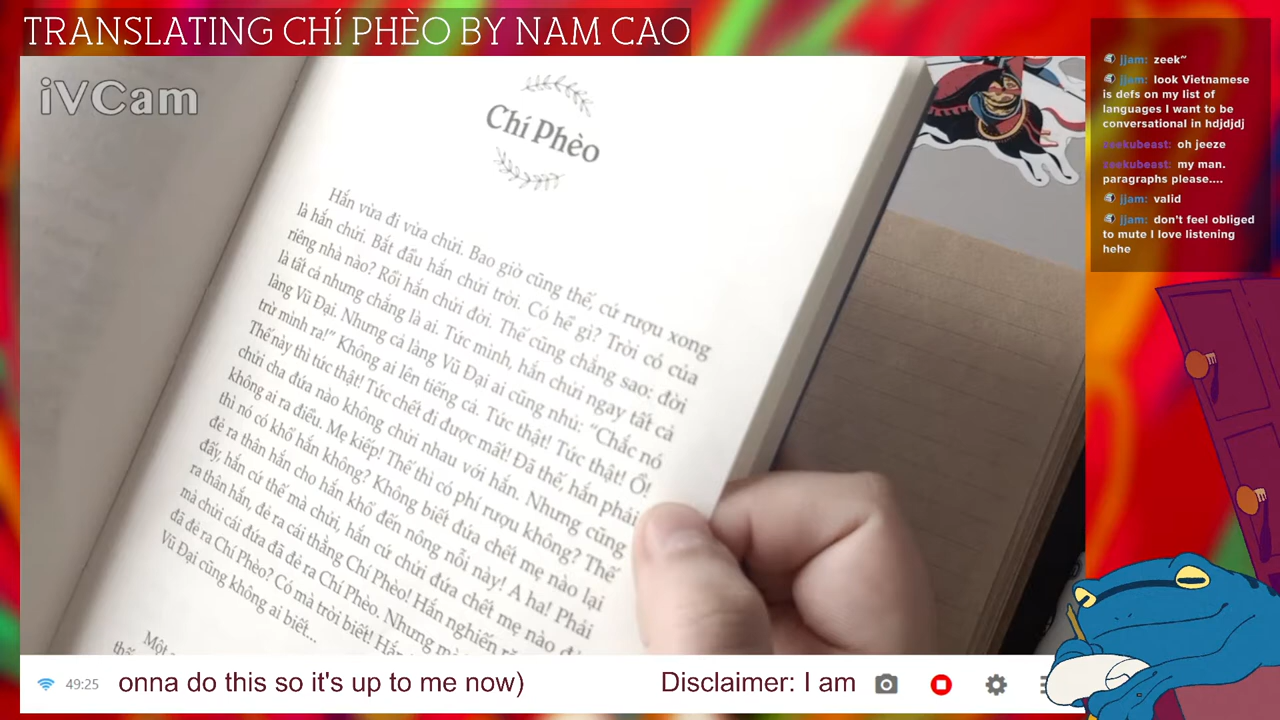 TRANSLATING CHÍ PHÈO BY NAM CAO
iVCam
Chí Phèo
Hắn vừa đi vừa chửi. Bao giờ cũng thế, cứ rượu xong
là hắn chửi. Bắt đầu hắn chửi trời. Có hề gì? Trời có của
riêng nhà nào? Rồi hắn chửi đời. Thế cũng chẳng sao: đời
là tất cả nhưng chẳng là ai. Tức mình, hắn chửi ngay tất cả
làng Vũ Đại. Nhưng cả làng Vũ Đại ai cũng nhủ: “Chắc nó
trừ mình ra!” Không ai lên tiếng cả. Tức thật! Tức thật! Ồ!
Thế này thì tức thật! Tức chết đi được mất! Đã thế, hắn phải
chửi cha đứa nào không chửi nhau với hắn. Nhưng cũng
không ai ra điều. Mẹ kiếp! Thế thì có phí rượu không? Thế
thì nó có khổ hắn không? Không biết đứa chết mẹ nào lại
đẻ ra thân hắn cho hắn khổ đến nông nỗi này! A ha! Phải
đấy, hắn cứ thế mà chửi, hắn cứ chửi đứa chết mẹ nào đẻ
ra thân hắn, đẻ ra cái thằng Chí Phèo! Hắn nghiến
mà chửi cái đứa đã đẻ ra Chí Phèo. Nhưng mà
đã đẻ ra Chí Phèo? Có mà trời biết! Hắn
Vũ Đại cũng không ai biết...
Một
thế
49:25
onna do this so it's up to me now)
Disclaimer: I am
jjam: zeek~
jjam: look Vietnamese
is defs on my list of
languages I want to be
conversational in hdjdjdj
zeekubeast: oh jeeze
zeekubeast: my man.
paragraphs please....
jjam: valid
jjam: don't feel obliged
to mute I love listening
hehe